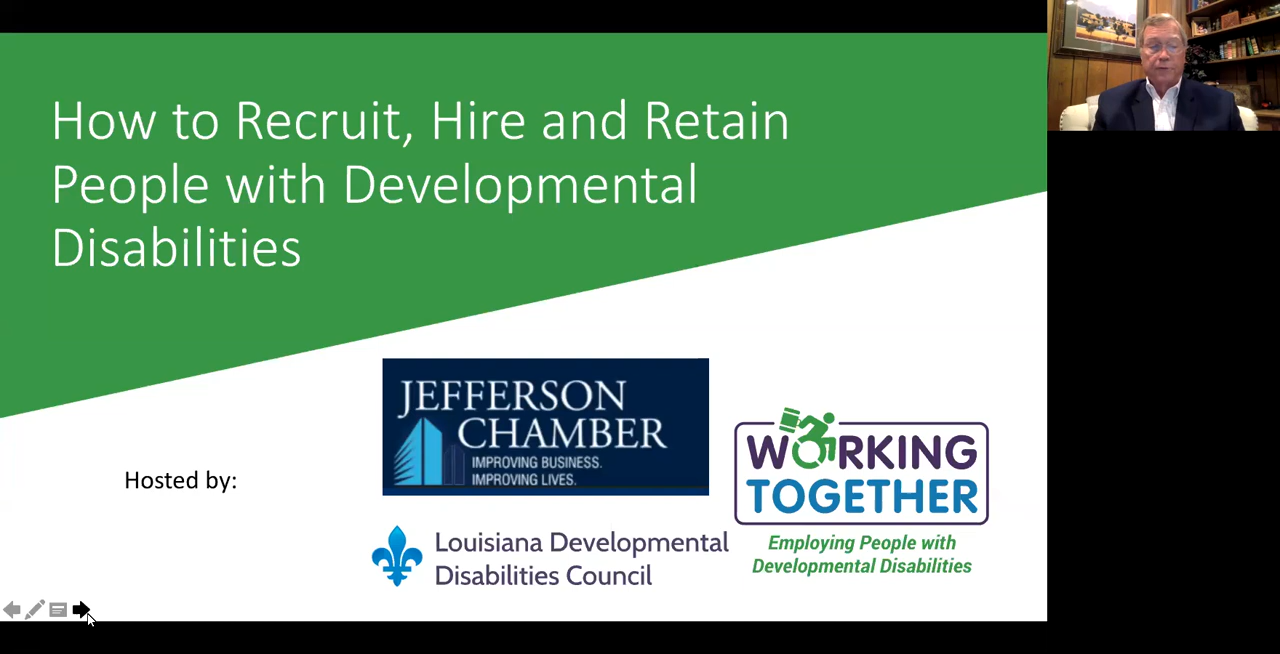 How to Recruit, Hire and Retain
People with Developmental
Disabilities
Hosted by:
JEFFERSON
CHAMBER
IMPROVING BUSINESS.
IMPROVING LIVES.
WORKING
TOGETHER
Employing People with
Developmental Disabilities
Louisiana Developmental
Disabilities Council